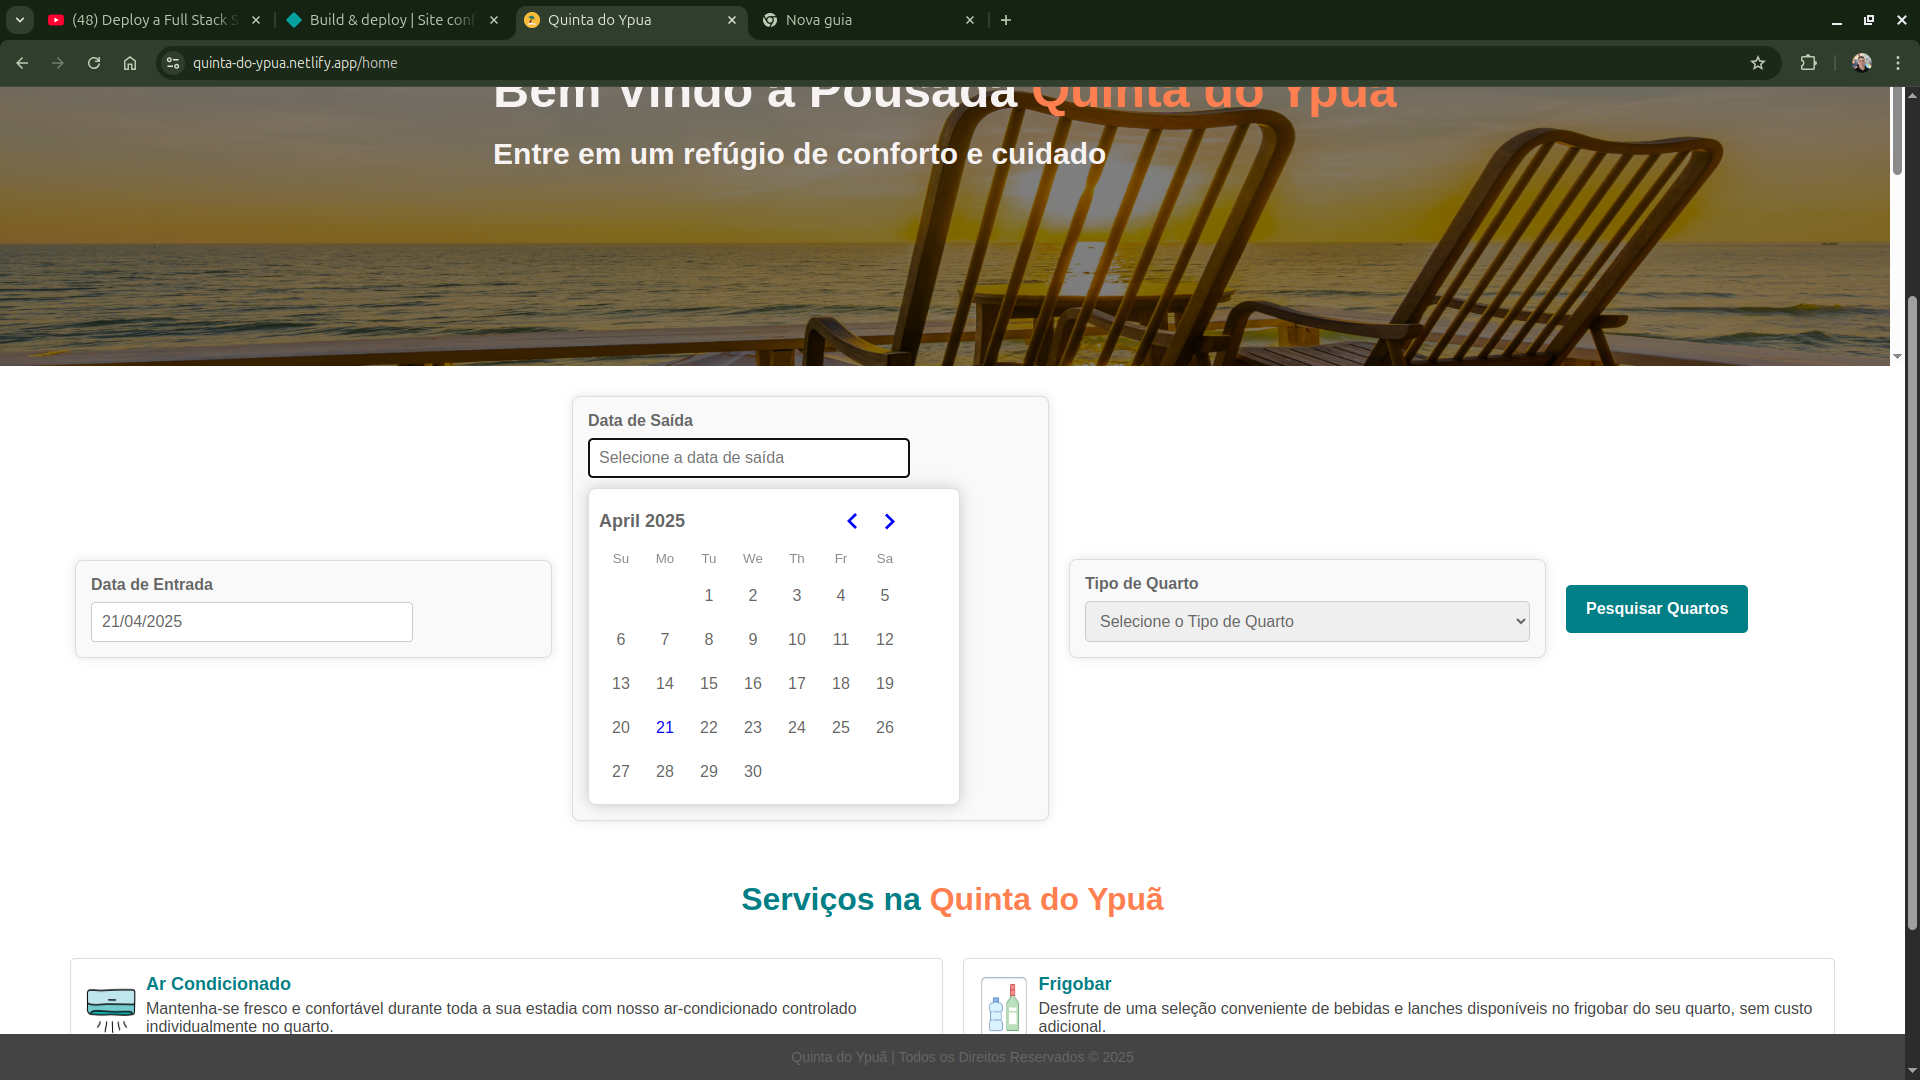 (48) Deploy a Full Stack S
Build & deploy | Site conf
Quinta do Ypua
Nova guia
quinta-do-ypua.netlify.app/home
Bem Vindo a Pousada Quinta do Ypuã
Entre em um refúgio de conforto e cuidado
Data de Saída
Selecione a data de saída
April 2025
Su Mo Tu We Th Fr Sa
1 2 3 4 5
6 7 8 9 10 11 12
13 14 15 16 17 18 19
20 21 22 23 24 25 26
27 28 29 30
Data de Entrada
21/04/2025
Tipo de Quarto
Selecione o Tipo de Quarto
Pesquisar Quartos
Serviços na Quinta do Ypuã
Ar Condicionado
Mantenha-se fresco e confortável durante toda a sua estadia com nosso ar-condicionado controlado
individualmente no quarto.
Frigobar
Desfrute de uma seleção conveniente de bebidas e lanches disponíveis no frigobar do seu quarto, sem custo
adicional.
Quinta do Ypuã | Todos os Direitos Reservados © 2025